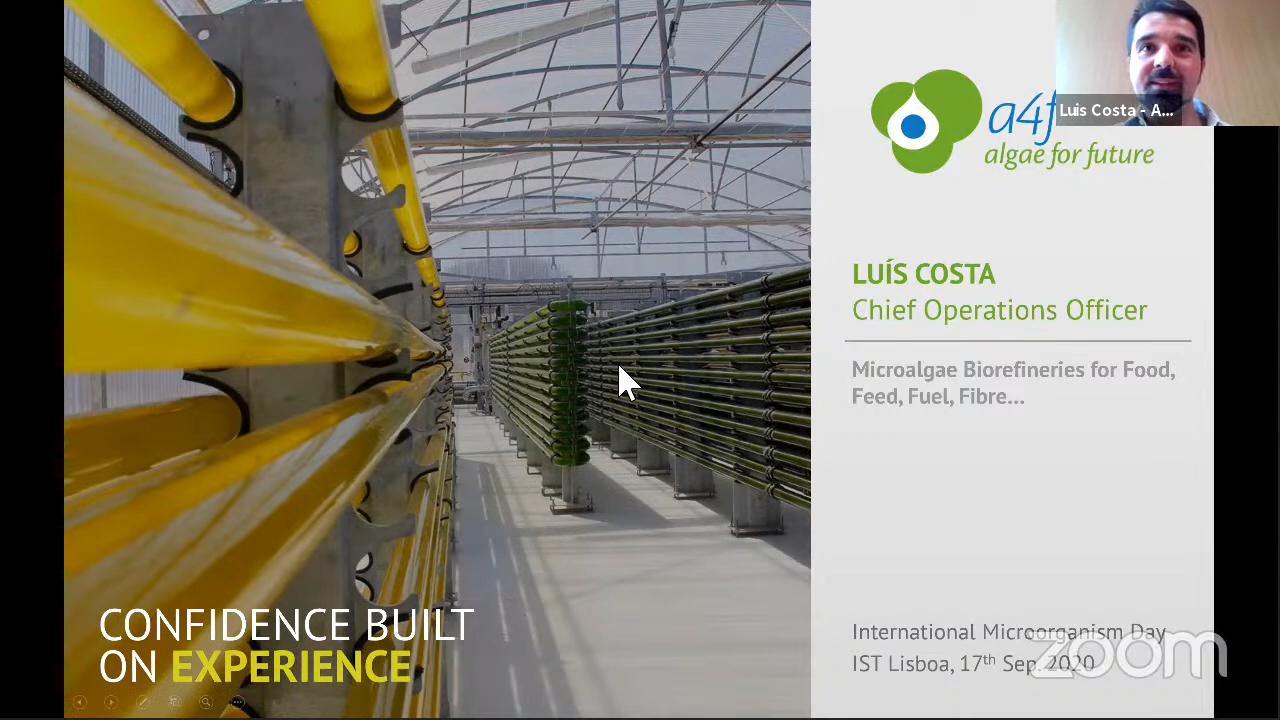 a4f
algae for future
Luis Costa - A...
LUÍS COSTA
Chief Operations Officer
Microalgae Biorefineries for Food,
Feed, Fuel, Fibre...
CONFIDENCE BUILT
ON EXPERIENCE
International Microorganism Day
IST Lisboa, 17th Sep. 2020
zoom